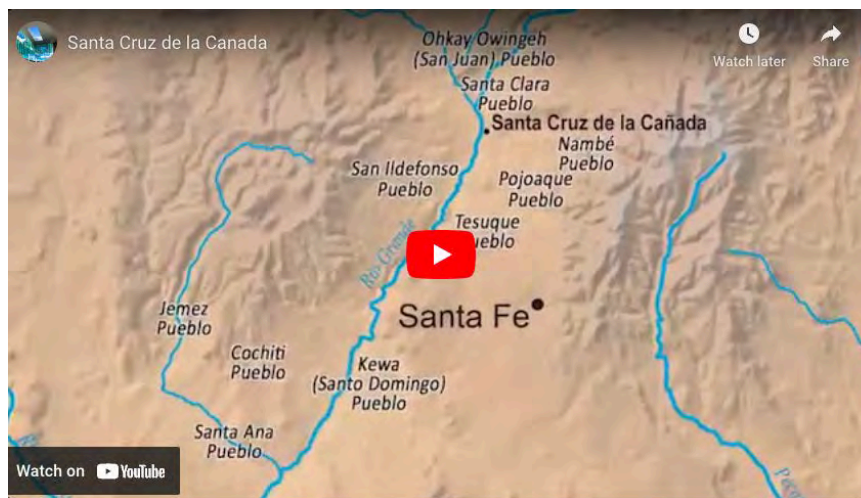 Santa Cruz de la Canada
Watch later
Share
Ohkay Owingeh
(San Juan) Pueblo
Santa Clara
Pueblo
Santa Cruz de la Cañada
Nambé
Pueblo
San Ildefonso
Pueblo
Pojoaque
Pueblo
Tesuque
ueblo
Rio Grande
Santa Fe
Jemez
Pueblo
Cochiti
Pueblo
Kewa
(Santo Domingo)
Pueblo
Santa Ana
Pueblo
Watch on YouTube